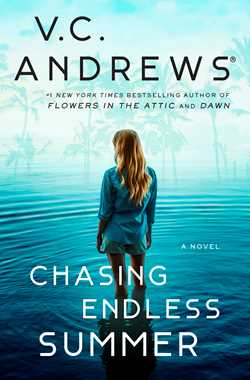 V.C.
ANDREWS®
#1 NEW YORK TIMES BESTSELLING AUTHOR OF
FLOWERS IN THE ATTIC AND DAWN
A NOVEL
CHASING
ENDLESS
SUMMER